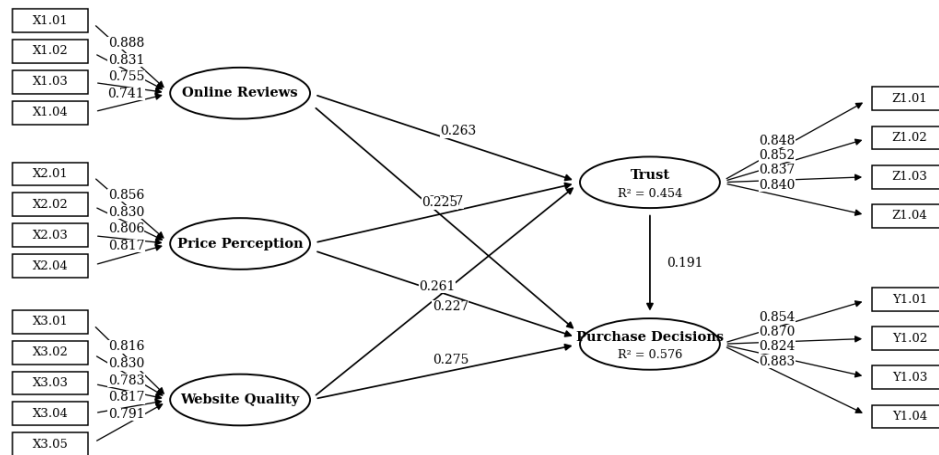 X1.01
X1.02
X1.03
X1.04
0.888
0.831
0.755
0.741
Online Reviews
X2.01
X2.02
X2.03
X2.04
0.856
0.830
0.806
0.817
Price Perception
X3.01
X3.02
X3.03
X3.04
X3.05
0.816
0.830
0.783
0.817
0.791
Website Quality
0.263
0.225
0.261
0.227
0.275
Trust
R² = 0.454
0.191
Purchase Decisions
R² = 0.576
0.848
0.852
0.837
0.840
Z1.01
Z1.02
Z1.03
Z1.04
0.854
0.870
0.824
0.883
Y1.01
Y1.02
Y1.03
Y1.04